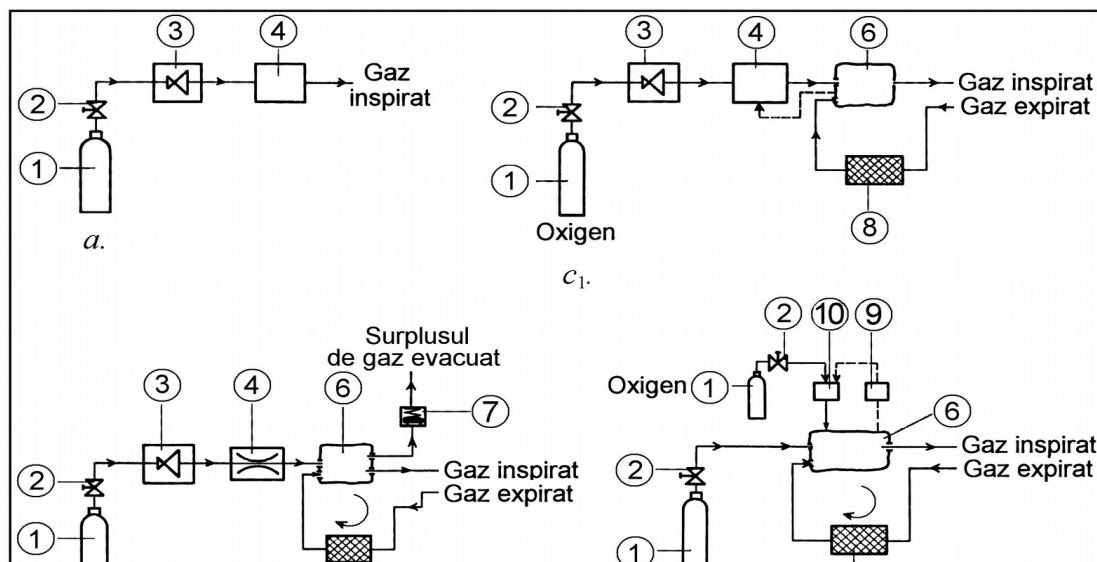 3
4
2
1
Gaz
inspirat
a.
3
4
6
2
1
Gaz inspirat
Gaz expirat
8
Oxigen
c1.
Surplusul
de gaz evacuat
3
4
6
7
2
1
Gaz inspirat
Gaz expirat
2
10
9
Oxigen 1
6
2
1
Gaz inspirat
Gaz expirat